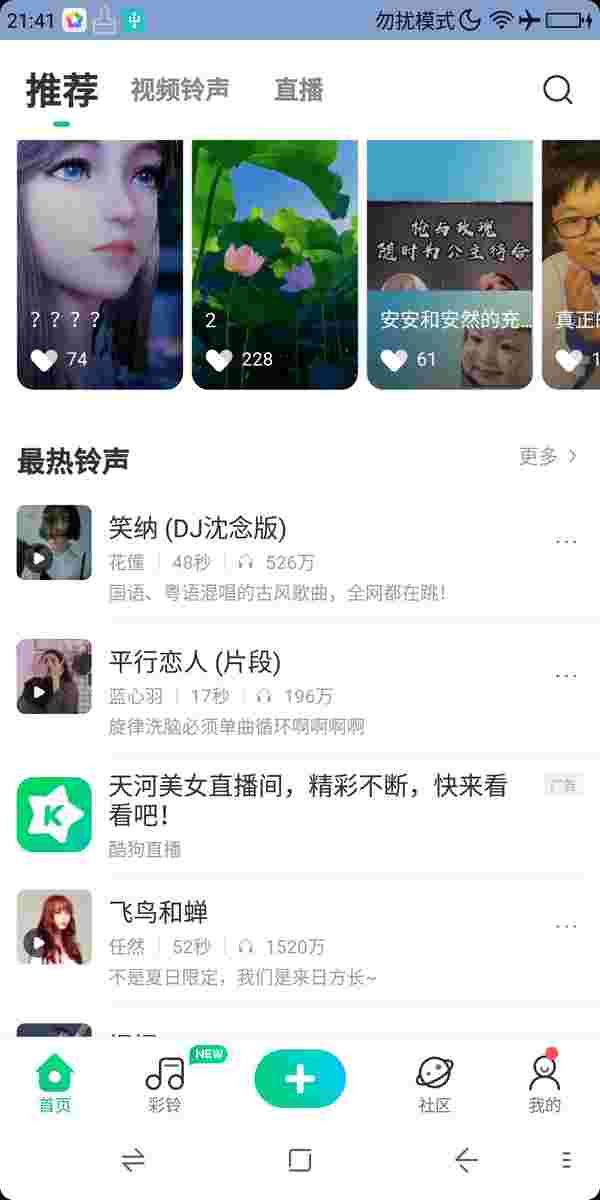 21:41 勿扰模式
推荐 视频铃声 直播
枪与玫瑰
随时为公主待命
？？？？ 2 安安和安然的充... 真正的
74 228 61 1
最热铃声 更多
笑纳 (DJ沈念版)
花僮 48秒 526万
国语、粤语混唱的古风歌曲，全网都在跳！
平行恋人 (片段)
蓝心羽 17秒 196万
旋律洗脑必须单曲循环啊啊啊啊
天河美女直播间，精彩不断，快来看
看吧！
广告
酷狗直播
飞鸟和蝉
任然 52秒 1520万
不是夏日限定，我们是来日方长~
NEW
首页 彩铃 社区 我的